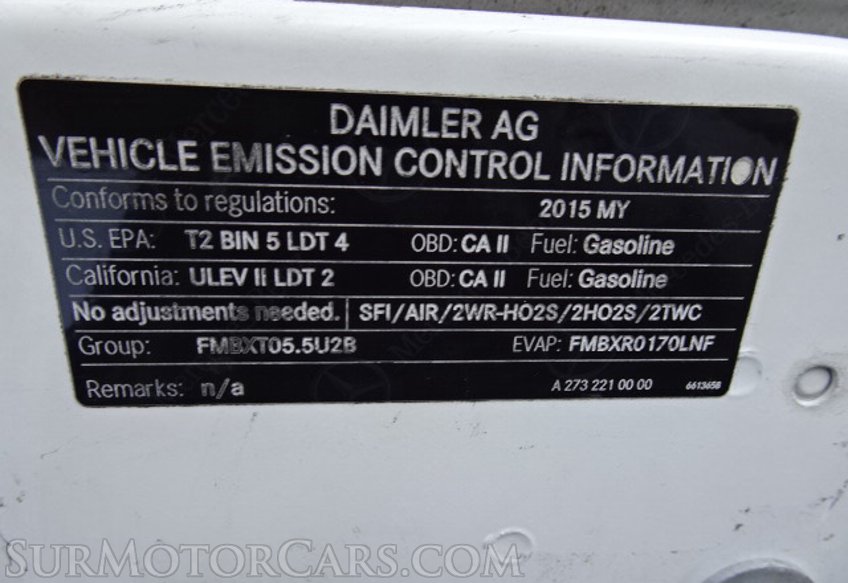 DAIMLER AG
VEHICLE EMISSION CONTROL INFORMATION
Conforms to regulations: 2015 MY
U.S. EPA: T2 BIN 5 LDT 4 OBD: CA II Fuel: Gasoline
California: ULEV II LDT 2 OBD: CA II Fuel: Gasoline
No adjustments needed. SFI/AIR/2WR-HO2S/2HO2S/2TWC
Group: FMBXT05.5U2B EVAP: FMBXR0170LNF
Remarks: n/a A 273 221 00 00 6613658
SURMOTORCARS.COM